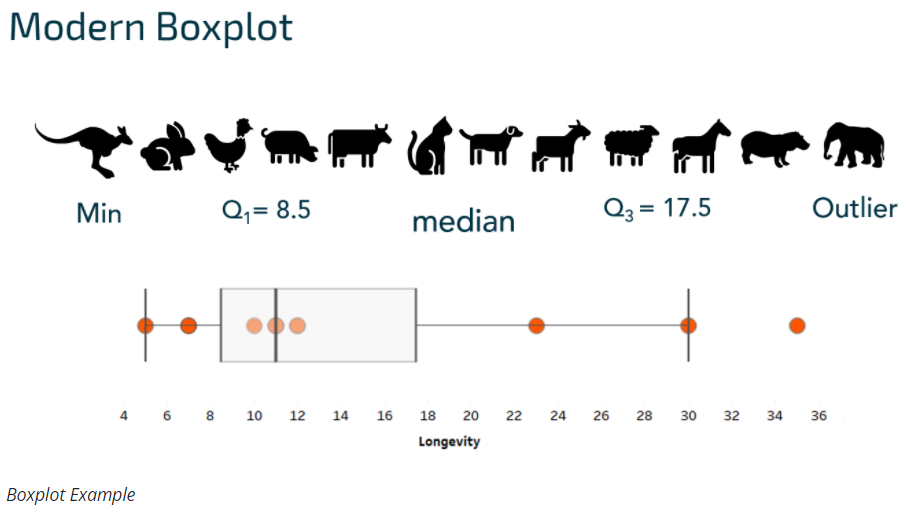 Modern Boxplot
Min Q₁= 8.5 median Q₃ = 17.5 Outlier
4 6 8 10 12 14 16 18 20 22 24 26 28 30 32 34 36
Longevity
Boxplot Example